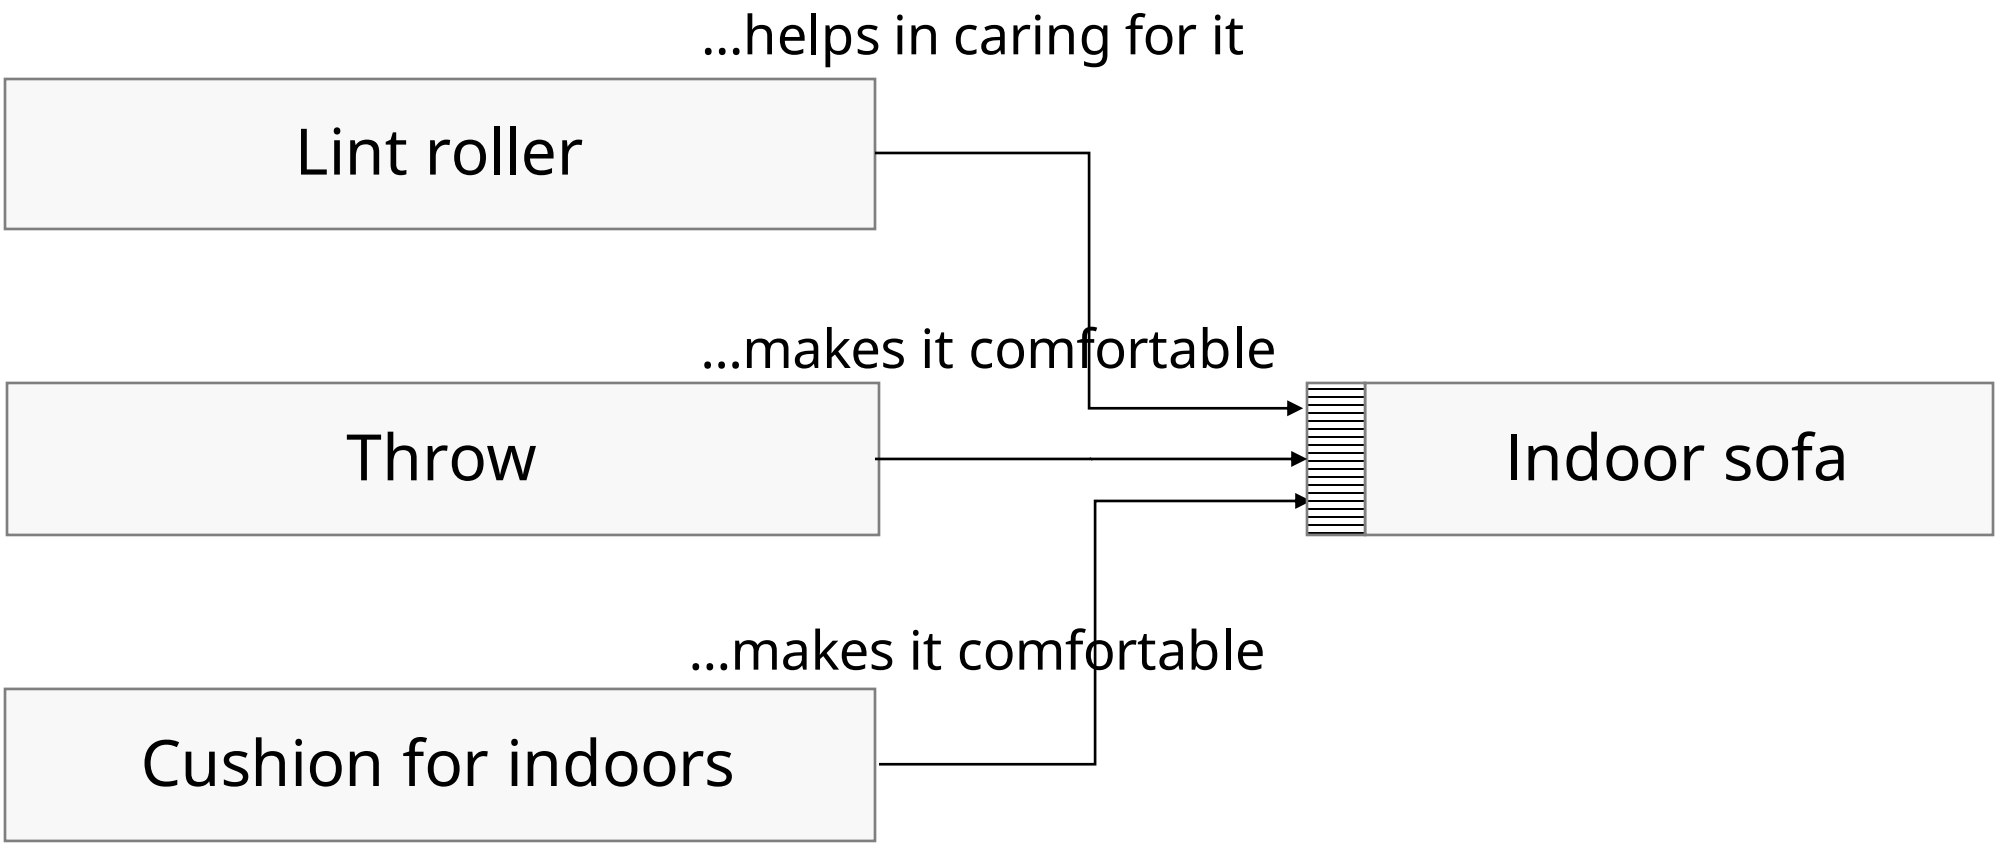 ...helps in caring for it
Lint roller
...makes it comfortable
Throw
Indoor sofa
...makes it comfortable
Cushion for indoors